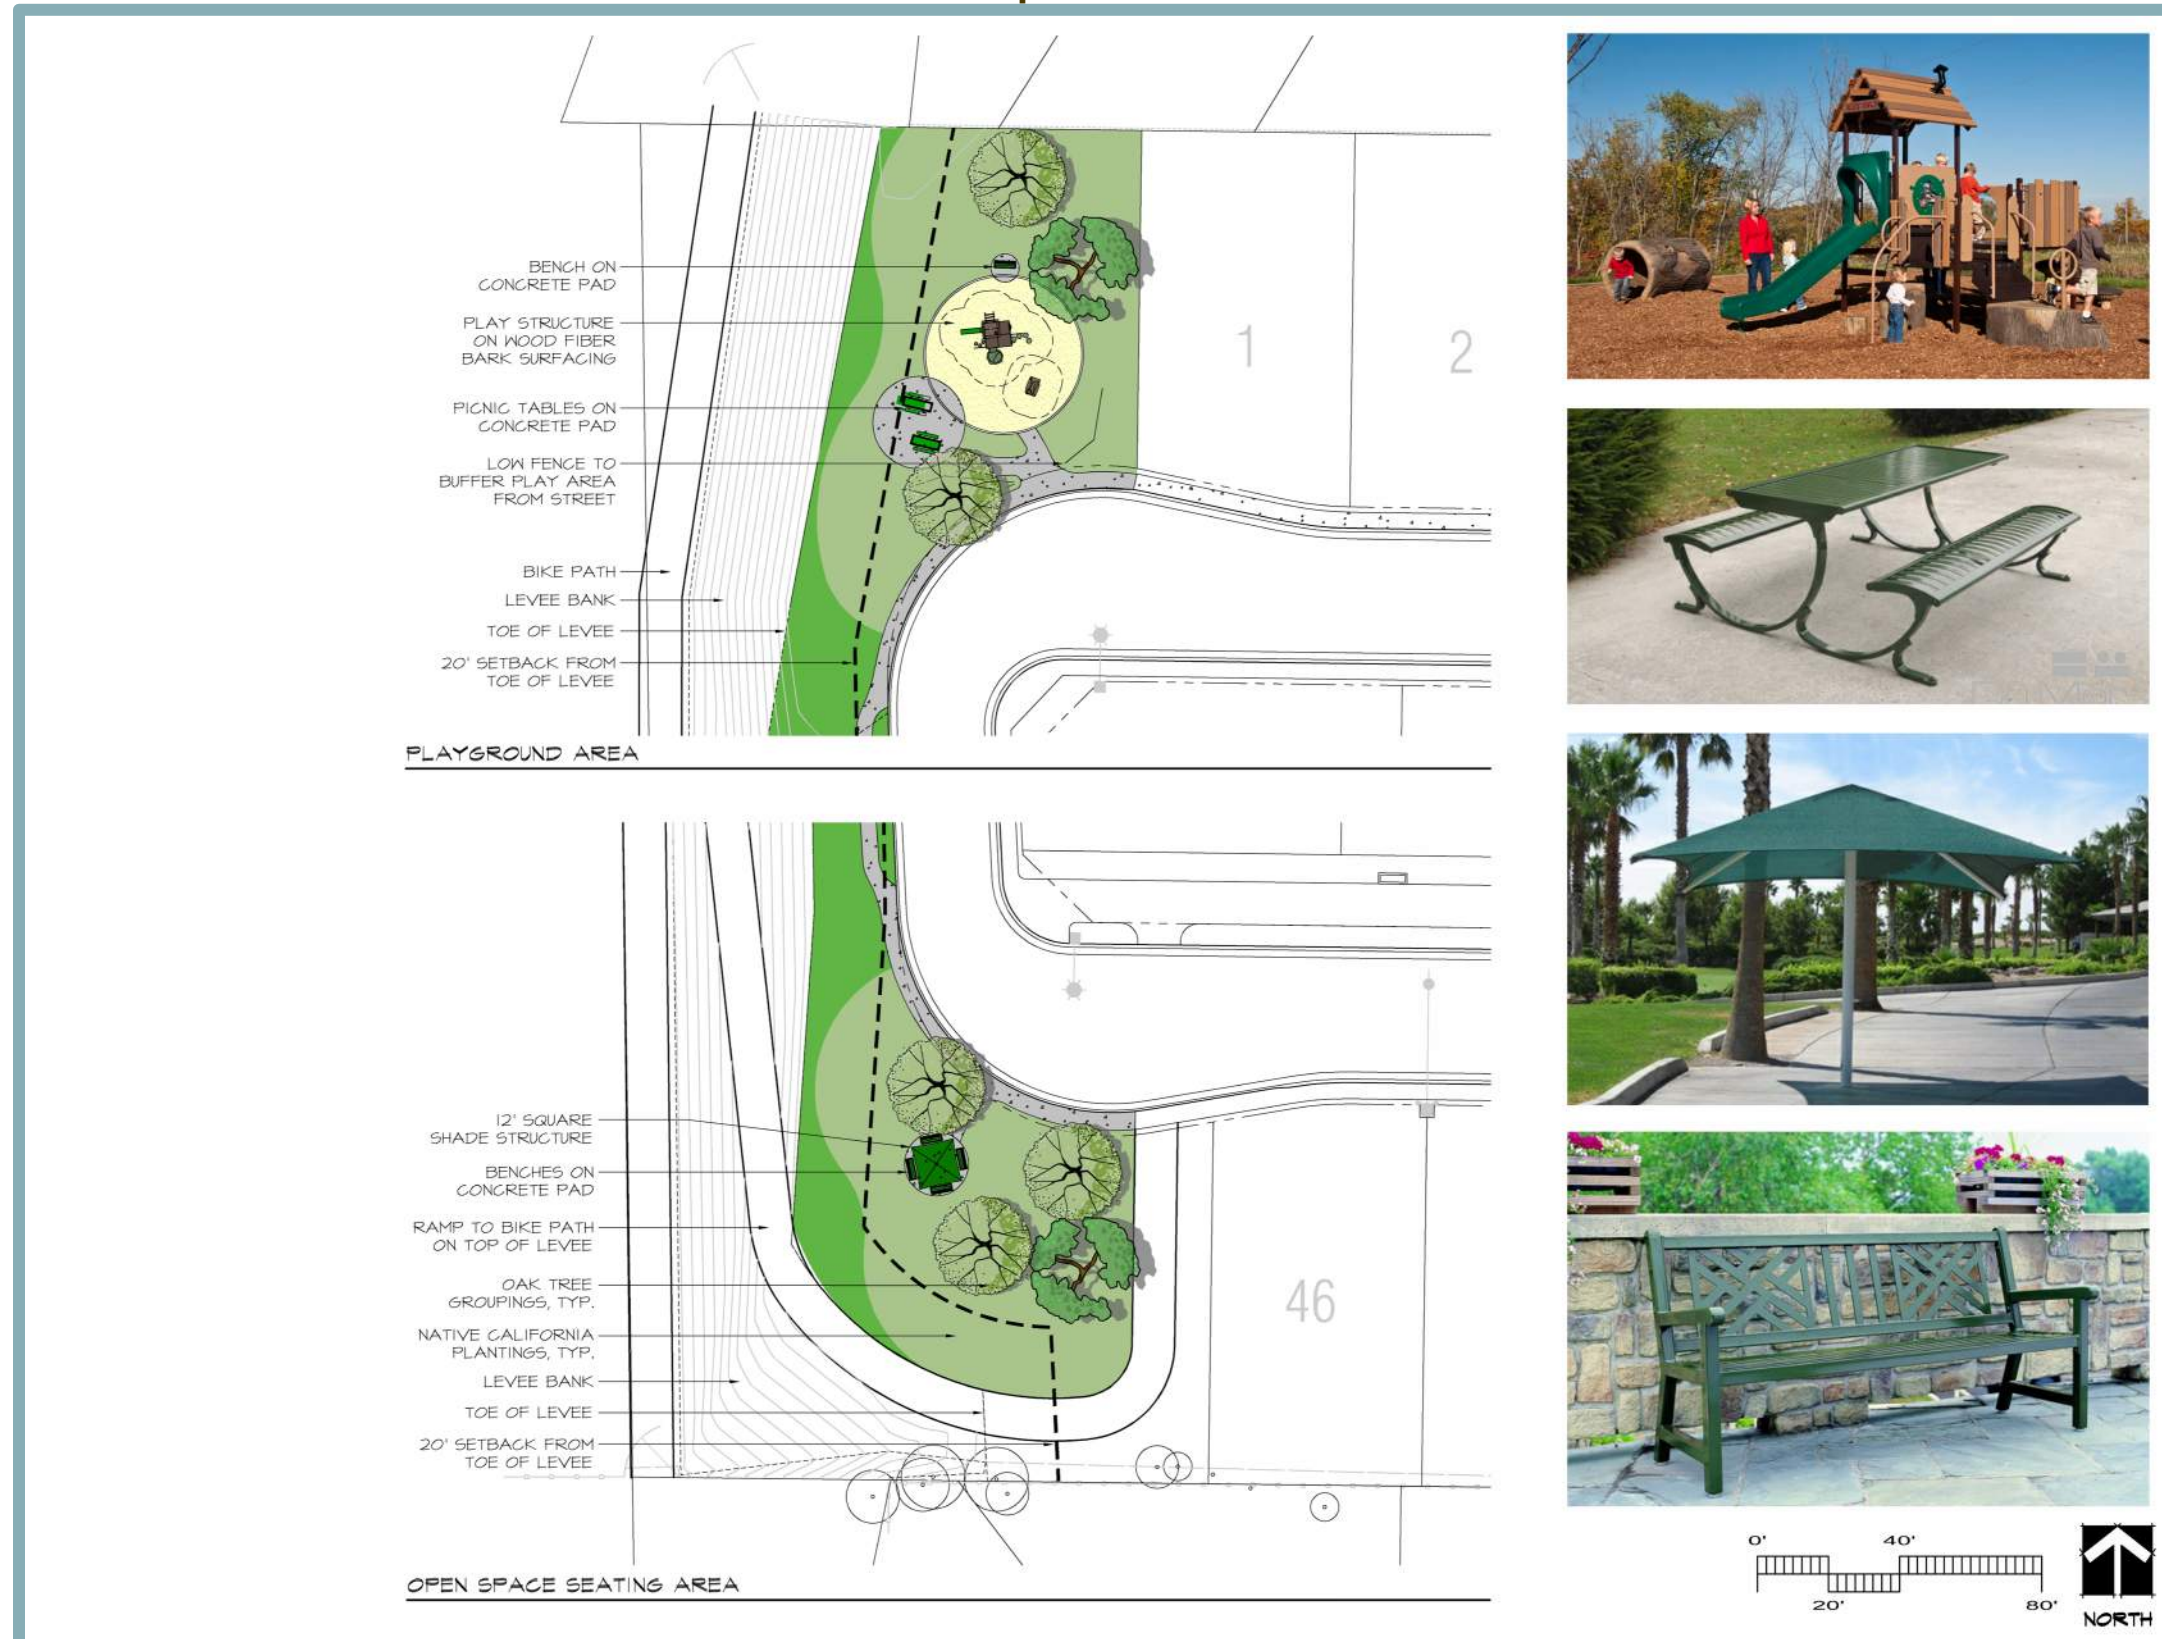 BENCH ON
CONCRETE PAD
PLAY STRUCTURE
ON WOOD FIBER
BARK SURFACING
PICNIC TABLES ON
CONCRETE PAD
LOW FENCE TO
BUFFER PLAY AREA
FROM STREET
BIKE PATH
LEVEE BANK
TOE OF LEVEE
20' SETBACK FROM
TOE OF LEVEE
1
2
PLAYGROUND AREA
12' SQUARE
SHADE STRUCTURE
BENCHES ON
CONCRETE PAD
RAMP TO BIKE PATH
ON TOP OF LEVEE
OAK TREE
GROUPINGS, TYP.
NATIVE CALIFORNIA
PLANTINGS, TYP.
LEVEE BANK
TOE OF LEVEE
20' SETBACK FROM
TOE OF LEVEE
46
OPEN SPACE SEATING AREA
0' 40'
20' 80'
NORTH